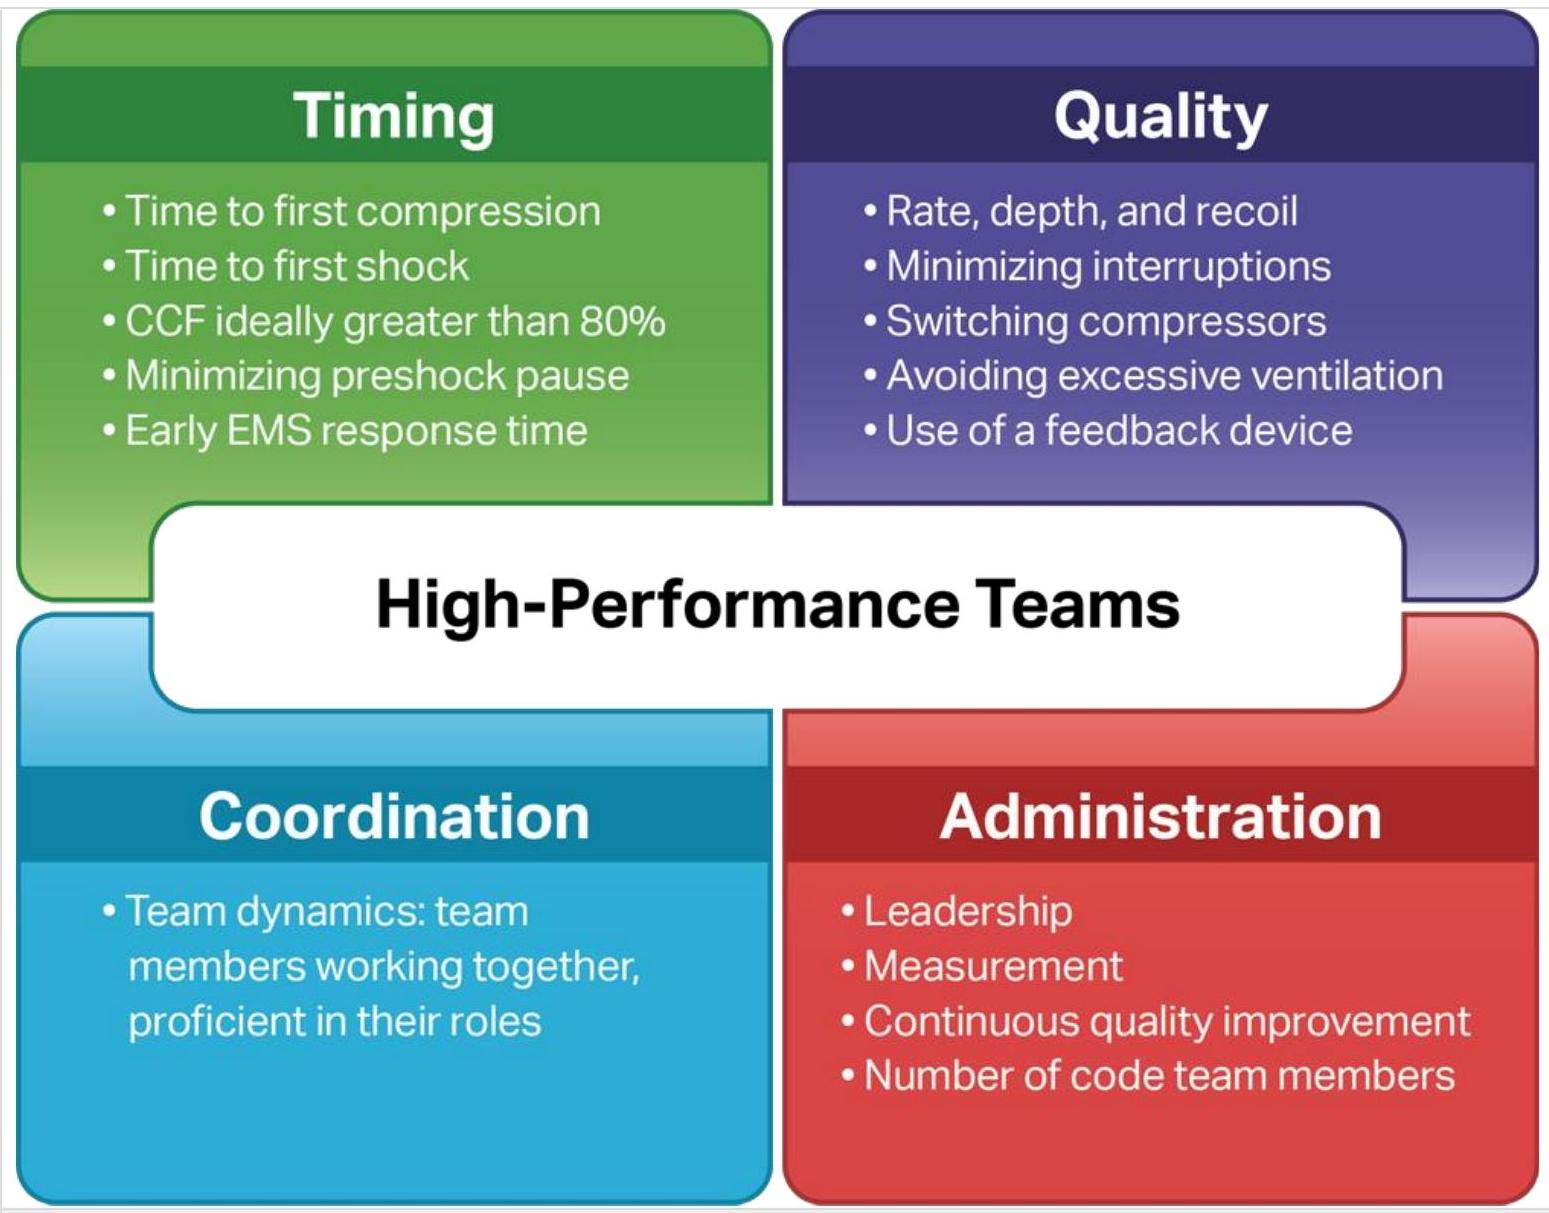 Timing
• Time to first compression
• Time to first shock
• CCF ideally greater than 80%
• Minimizing preshock pause
• Early EMS response time
Quality
• Rate, depth, and recoil
• Minimizing interruptions
• Switching compressors
• Avoiding excessive ventilation
• Use of a feedback device
High-Performance Teams
Coordination
• Team dynamics: team
members working together,
proficient in their roles
Administration
• Leadership
• Measurement
• Continuous quality improvement
• Number of code team members